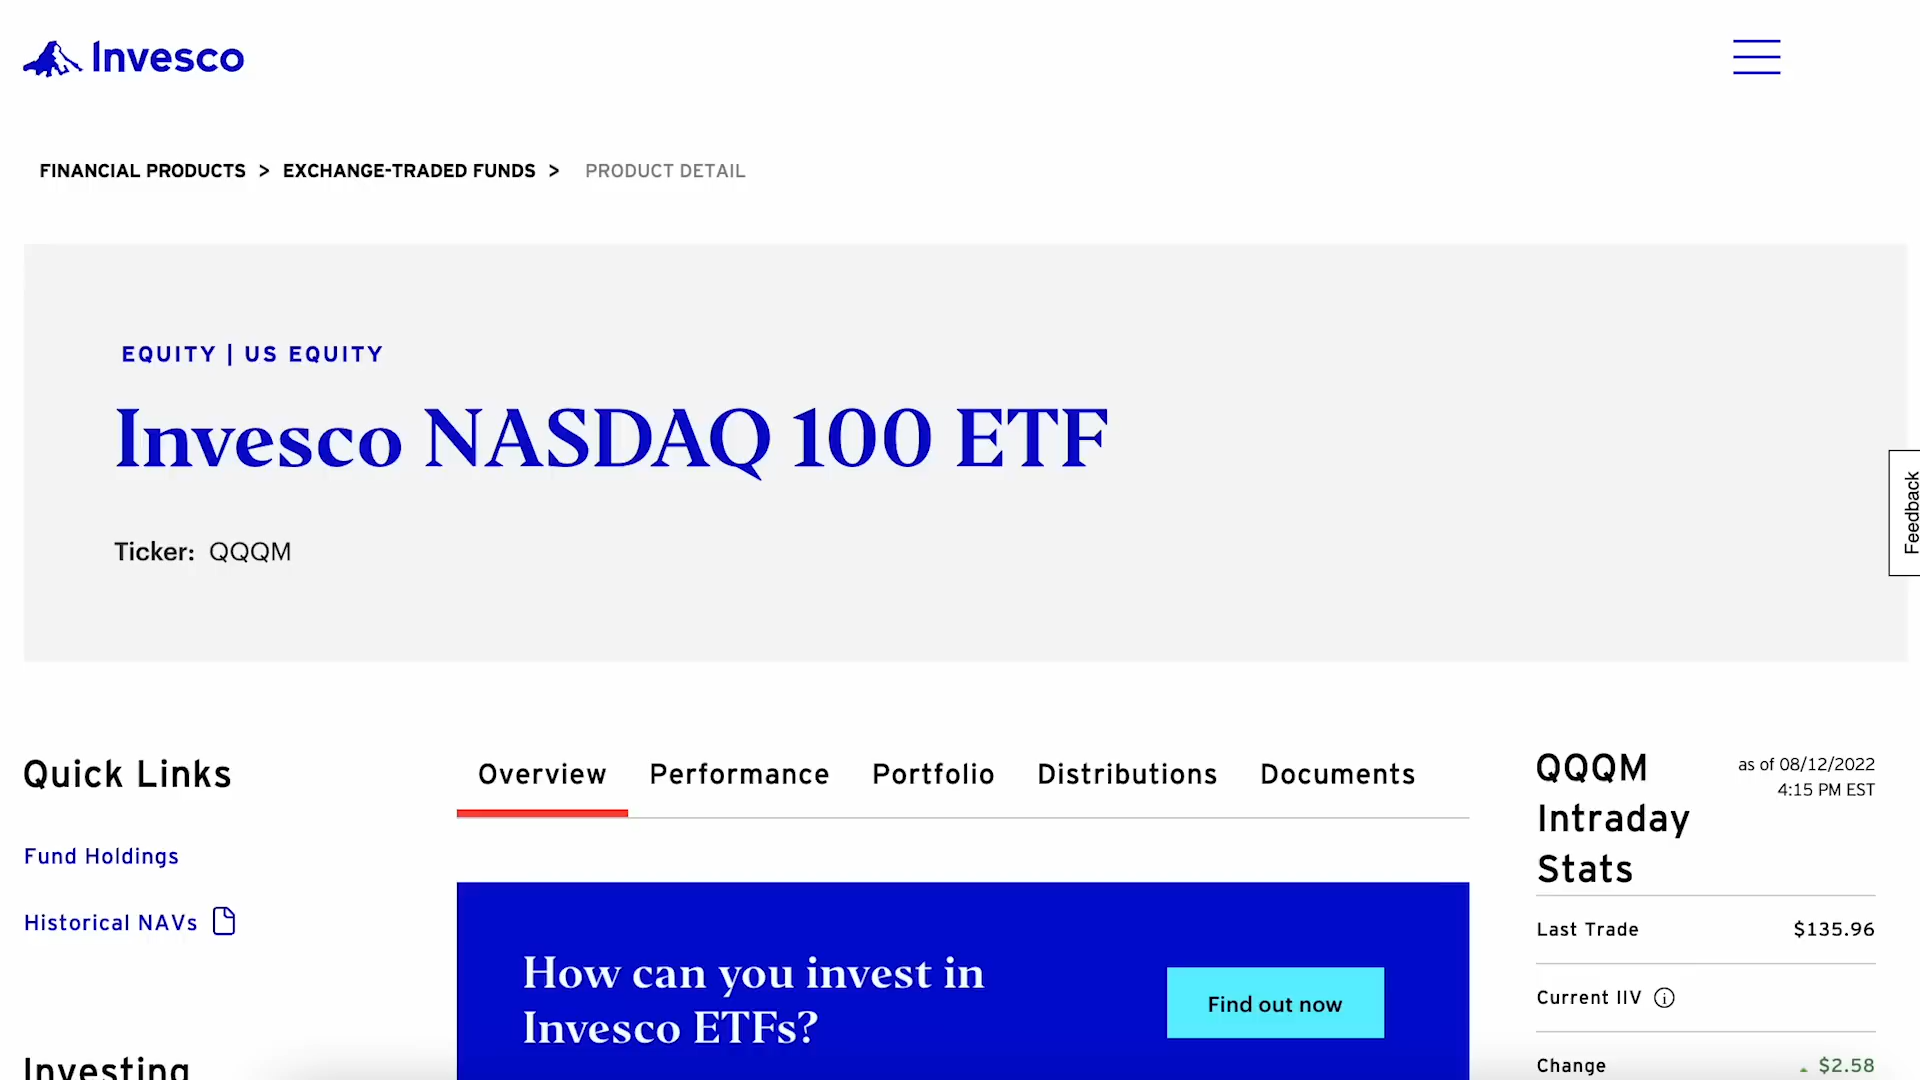 Invesco
FINANCIAL PRODUCTS > EXCHANGE-TRADED FUNDS > PRODUCT DETAIL
EQUITY | US EQUITY
Invesco NASDAQ 100 ETF
Ticker: QQQM
Feedback
Quick Links
Fund Holdings
Historical NAVs
Investing
Overview Performance Portfolio Distributions Documents
How can you invest in
Invesco ETFs?
Find out now
QQQM
Intraday
Stats
as of 08/12/2022
4:15 PM EST
Last Trade $135.96
Current IIV
Change $2.58